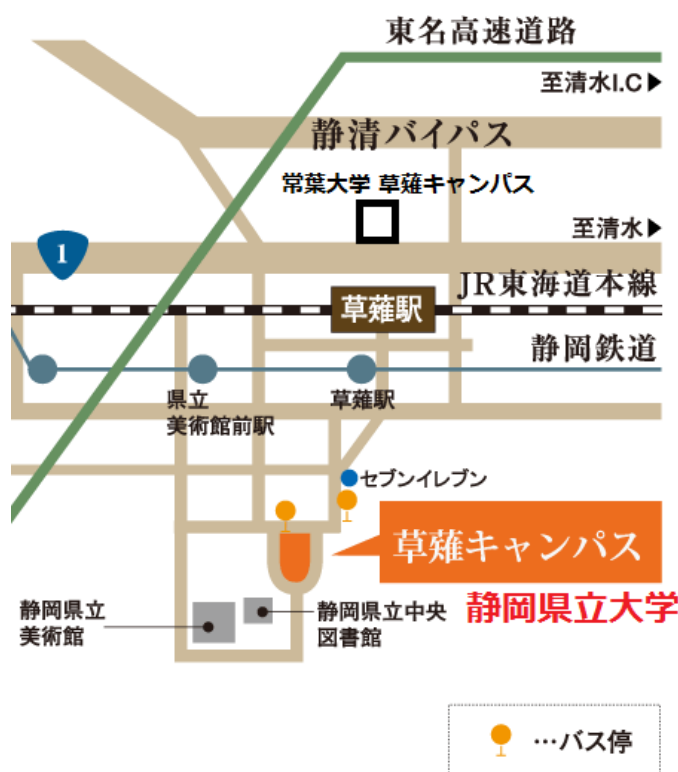 東名高速道路
至清水I.C▶
静清バイパス
常葉大学 草薙キャンパス
至清水▶
1
JR東海道本線
草薙駅
静岡鉄道
県立
美術館前駅
草薙駅
セブンイレブン
草薙キャンパス
静岡県立大学
静岡県立
美術館
静岡県立中央
図書館
…バス停